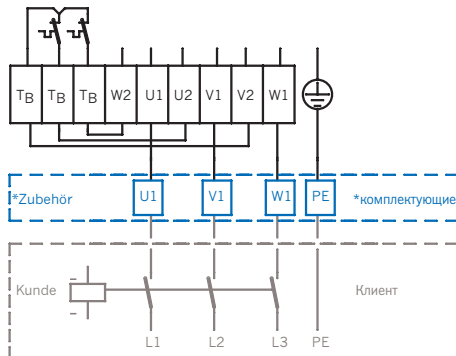 TB TB TB W2 U1 U2 V1 V2 W1
*Zubehör U1 V1 W1 PE *комплектующие
Kunde Клиент
L1 L2 L3 PE